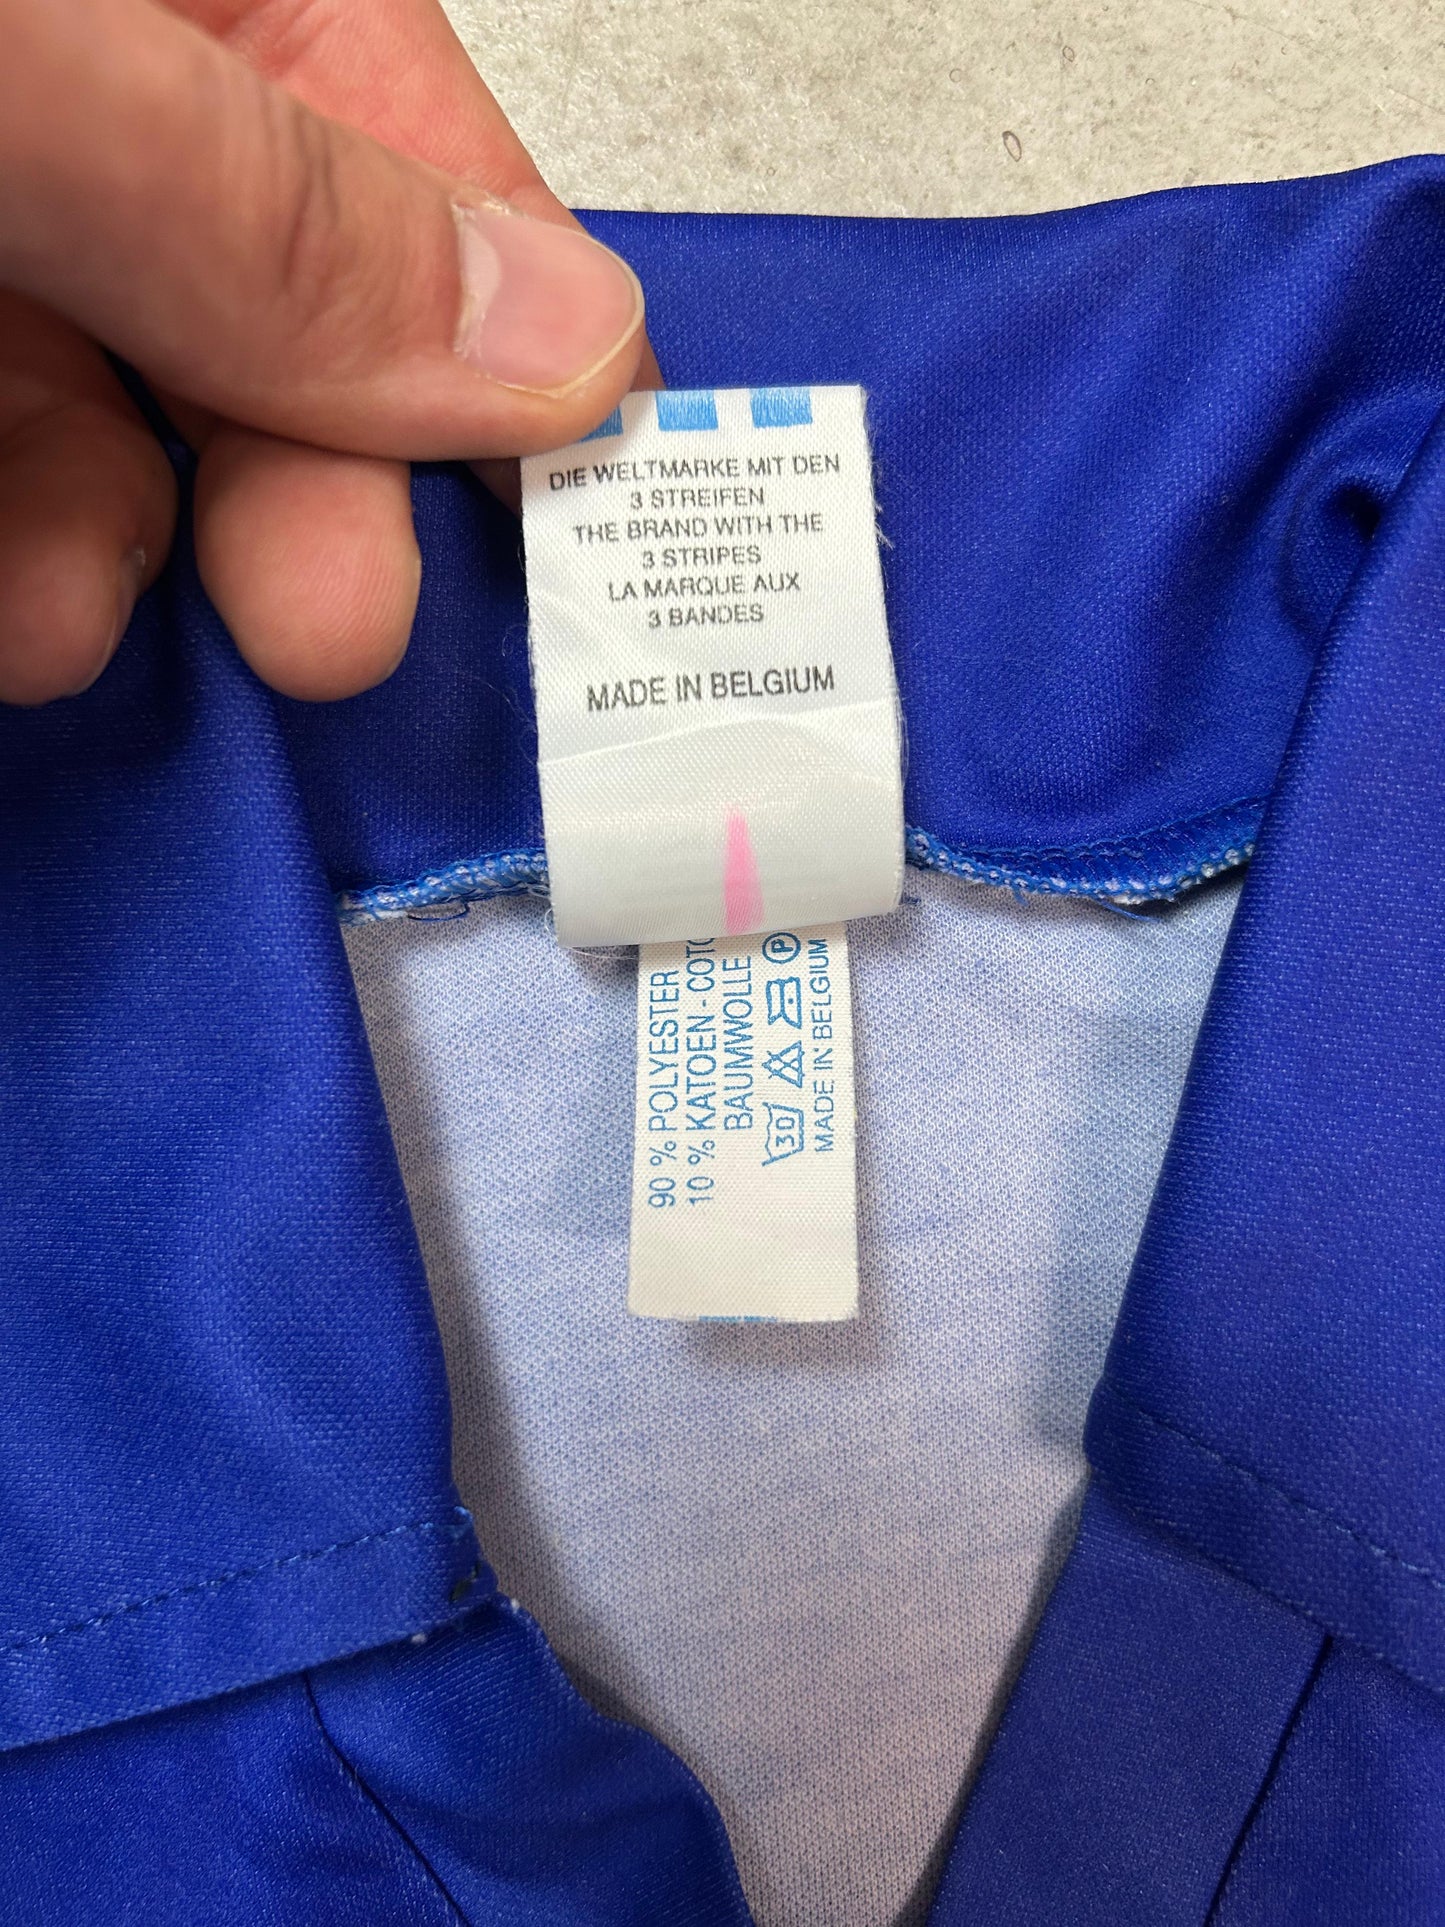 DIE WELTMARKE MIT DEN
3 STREIFEN
THE BRAND WITH THE
3 STRIPES
LA MARQUE AUX
3 BANDES
MADE IN BELGIUM
90 % POLYESTER
10 % KATOEN - COTO
BAUMWOLLE
30 P
MADE IN BELGIUM